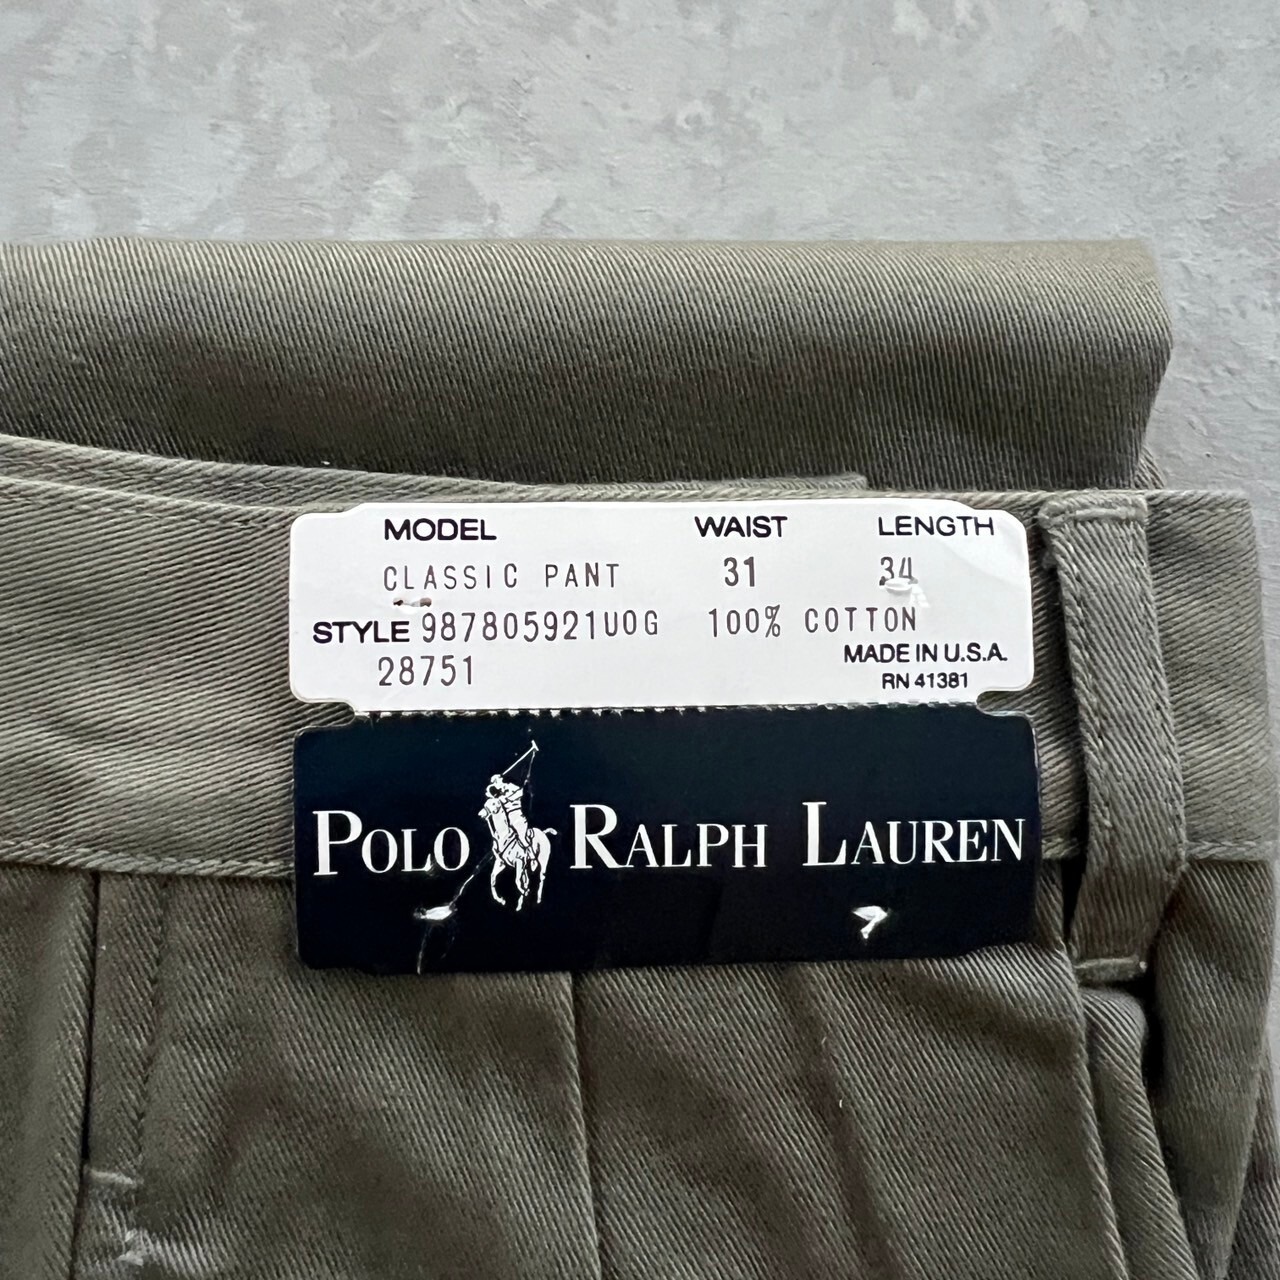 MODEL WAIST LENGTH
CLASSIC PANT 31 34
STYLE 987805921UOG 100% COTTON
28751 MADE IN U.S.A.
RN 41381
POLO RALPH LAUREN